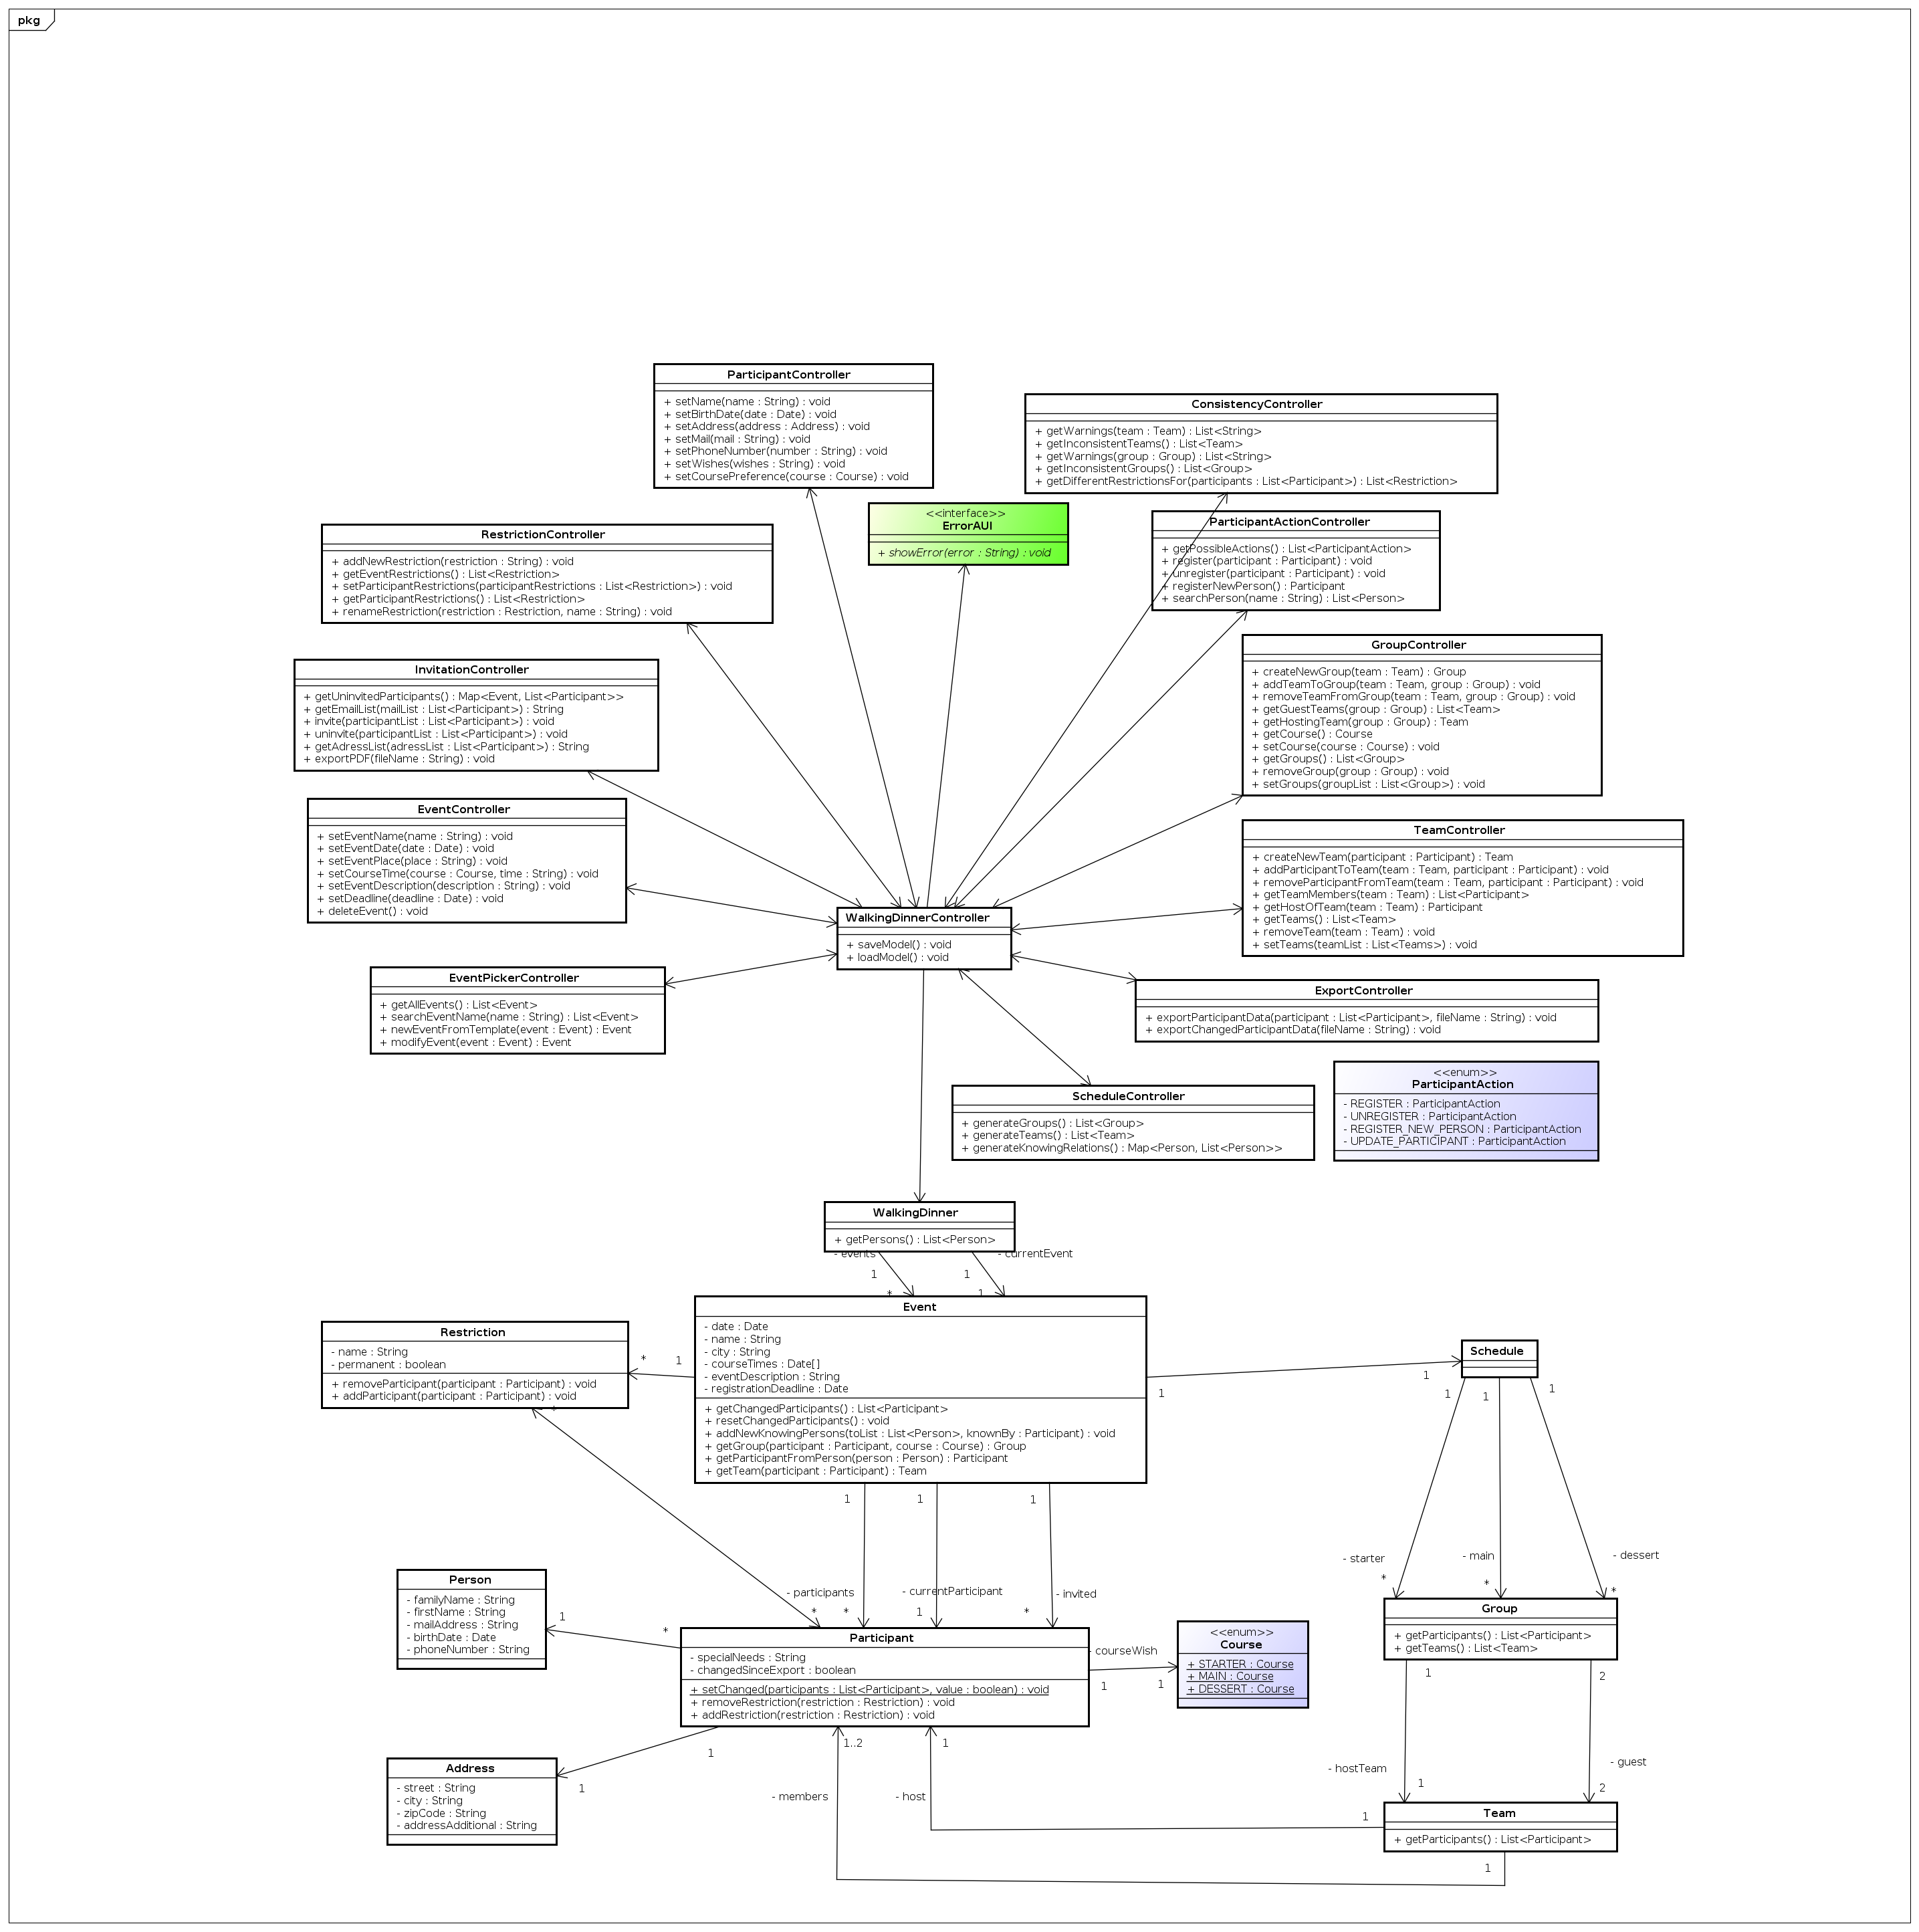 pkg
ParticipantController
+ setName(name : String) : void
+ setBirthDate(date : Date) : void
+ setAddress(address : Address) : void
+ setMail(mail : String) : void
+ setPhoneNumber(number : String) : void
+ setWishes(wishes : String) : void
+ setCoursePreference(course : Course) : void
ConsistencyController
+ getWarnings(team : Team) : List<String>
+ getInconsistentTeams() : List<Team>
+ getWarnings(group : Group) : List<String>
+ getInconsistentGroups() : List<Group>
+ getDifferentRestrictionsFor(participants : List<Participant>) : List<Restriction>
<<interface>>
ErrorAUI
+ showError(error : String) : void
ParticipantActionController
+ getPossibleActions() : List<ParticipantAction>
+ register(participant : Participant) : void
+ unregister(participant : Participant) : void
+ registerNewPerson() : Participant
+ searchPerson(name : String) : List<Person>
RestrictionController
+ addNewRestriction(restriction : String) : void
+ getEventRestrictions() : List<Restriction>
+ setParticipantRestrictions(participantRestrictions : List<Restriction>) : void
+ getParticipantRestrictions() : List<Restriction>
+ renameRestriction(restriction : Restriction, name : String) : void
GroupController
+ createNewGroup(team : Team) : Group
+ addTeamToGroup(team : Team, group : Group) : void
+ removeTeamFromGroup(team : Team, group : Group) : void
+ getGuestTeams(group : Group) : List<Team>
+ getHostingTeam(group : Group) : Team
+ getCourse() : Course
+ setCourse(course : Course) : void
+ getGroups() : List<Group>
+ removeGroup(group : Group) : void
+ setGroups(groupList : List<Group>) : void
InvitationController
+ getUninvitedParticipants() : Map<Event, List<Participant>>
+ getEmailList(mailList : List<Participant>) : String
+ invite(participantList : List<Participant>) : void
+ uninvite(participantList : List<Participant>) : void
+ getAdressList(adressList : List<Participant>) : String
+ exportPDF(fileName : String) : void
EventController
+ setEventName(name : String) : void
+ setEventDate(date : Date) : void
+ setEventPlace(place : String) : void
+ setCourseTime(course : Course, time : String) : void
+ setEventDescription(description : String) : void
+ setDeadline(deadline : Date) : void
+ deleteEvent() : void
TeamController
+ createNewTeam(participant : Participant) : Team
+ addParticipantToTeam(team : Team, participant : Participant) : void
+ removeParticipantFromTeam(team : Team, participant : Participant) : void
+ getTeamMembers(team : Team) : List<Participant>
+ getHostOfTeam(team : Team) : Participant
+ getTeams() : List<Team>
+ removeTeam(team : Team) : void
+ setTeams(teamList : List<Teams>) : void
WalkingDinnerController
+ saveModel() : void
+ loadModel() : void
EventPickerController
+ getAllEvents() : List<Event>
+ searchEventName(name : String) : List<Event>
+ newEventFromTemplate(event : Event) : Event
+ modifyEvent(event : Event) : Event
ExportController
+ exportParticipantData(participant : List<Participant>, fileName : String) : void
+ exportChangedParticipantData(fileName : String) : void
<<enum>>
ParticipantAction
- REGISTER : ParticipantAction
- UNREGISTER : ParticipantAction
- REGISTER_NEW_PERSON : ParticipantAction
- UPDATE_PARTICIPANT : ParticipantAction
ScheduleController
+ generateGroups() : List<Group>
+ generateTeams() : List<Team>
+ generateKnowingRelations() : Map<Person, List<Person>>
WalkingDinner
+ getPersons() : List<Person>
- events
- currentEvent
1
1
*
1
Event
- date : Date
- name : String
- city : String
- courseTimes : Date[]
- eventDescription : String
- registrationDeadline : Date
+ getChangedParticipants() : List<Participant>
+ resetChangedParticipants() : void
+ addNewKnowingPersons(toList : List<Person>, knownBy : Participant) : void
+ getGroup(participant : Participant, course : Course) : Group
+ getParticipantFromPerson(person : Person) : Participant
+ getTeam(participant : Participant) : Team
Restriction
- name : String
- permanent : boolean
+ removeParticipant(participant : Participant) : void
+ addParticipant(participant : Participant) : void
*
1
*
Schedule
1
1
1
1
1
1
1
1
- starter
- main
- dessert
*
*
*
- participants
- currentParticipant
- invited
*
*
1
*
Person
- familyName : String
- firstName : String
- mailAddress : String
- birthDate : Date
- phoneNumber : String
1
*
Participant
- specialNeeds : String
- changedSinceExport : boolean
+ setChanged(participants : List<Participant>, value : boolean) : void
+ removeRestriction(restriction : Restriction) : void
+ addRestriction(restriction : Restriction) : void
- courseWish
1
1
<<enum>>
Course
+ STARTER : Course
+ MAIN : Course
+ DESSERT : Course
Group
+ getParticipants() : List<Participant>
+ getTeams() : List<Team>
1
2
- hostTeam
- guest
1
2
Address
- street : String
- city : String
- zipCode : String
- addressAdditional : String
1
1
1..2
1
- members
- host
Team
+ getParticipants() : List<Participant>
1
1